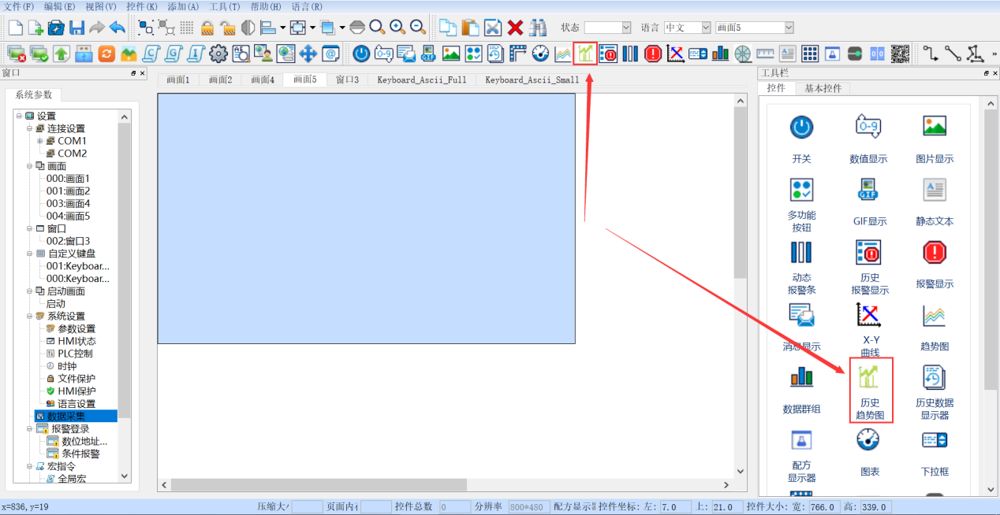 文件(F) 编辑(E) 视图(V) 控件(K) 添加(A) 工具(T) 帮助(H) 语言(R)
状态 语言 中文 画面5
窗口
画面1 画面2 画面4 画面5 窗口3 Keyboard_Ascii_Full Keyboard_Ascii_Small
系统参数
设置
连接设置
COM1
COM2
画面
000:画面1
001:画面2
003:画面4
004:画面5
窗口
002:窗口3
自定义键盘
001:Keyboar...
000:Keyboar...
启动画面
启动
系统设置
参数设置
HMI状态
PLC控制
时钟
文件保护
HMI保护
语言设置
数据采集
报警登录
数位地址...
条件报警
宏指令
全局宏
工具栏
控件 基本控件
开关 数值显示 图片显示
多功能
按钮
GIF显示 静态文本
动态
报警条
历史
报警显示
报警显示
消息显示
X-Y
曲线
趋势图
数据群组
历史
趋势图
历史数据
显示器
配方
显示器
图表 下拉框
x=836, y=19 压缩大 页面内 控件总数 0 分辨率 800*480 配方显示 控件坐标: 左: 7.0 上: 21.0 控件大小: 宽: 766.0 高: 339.0